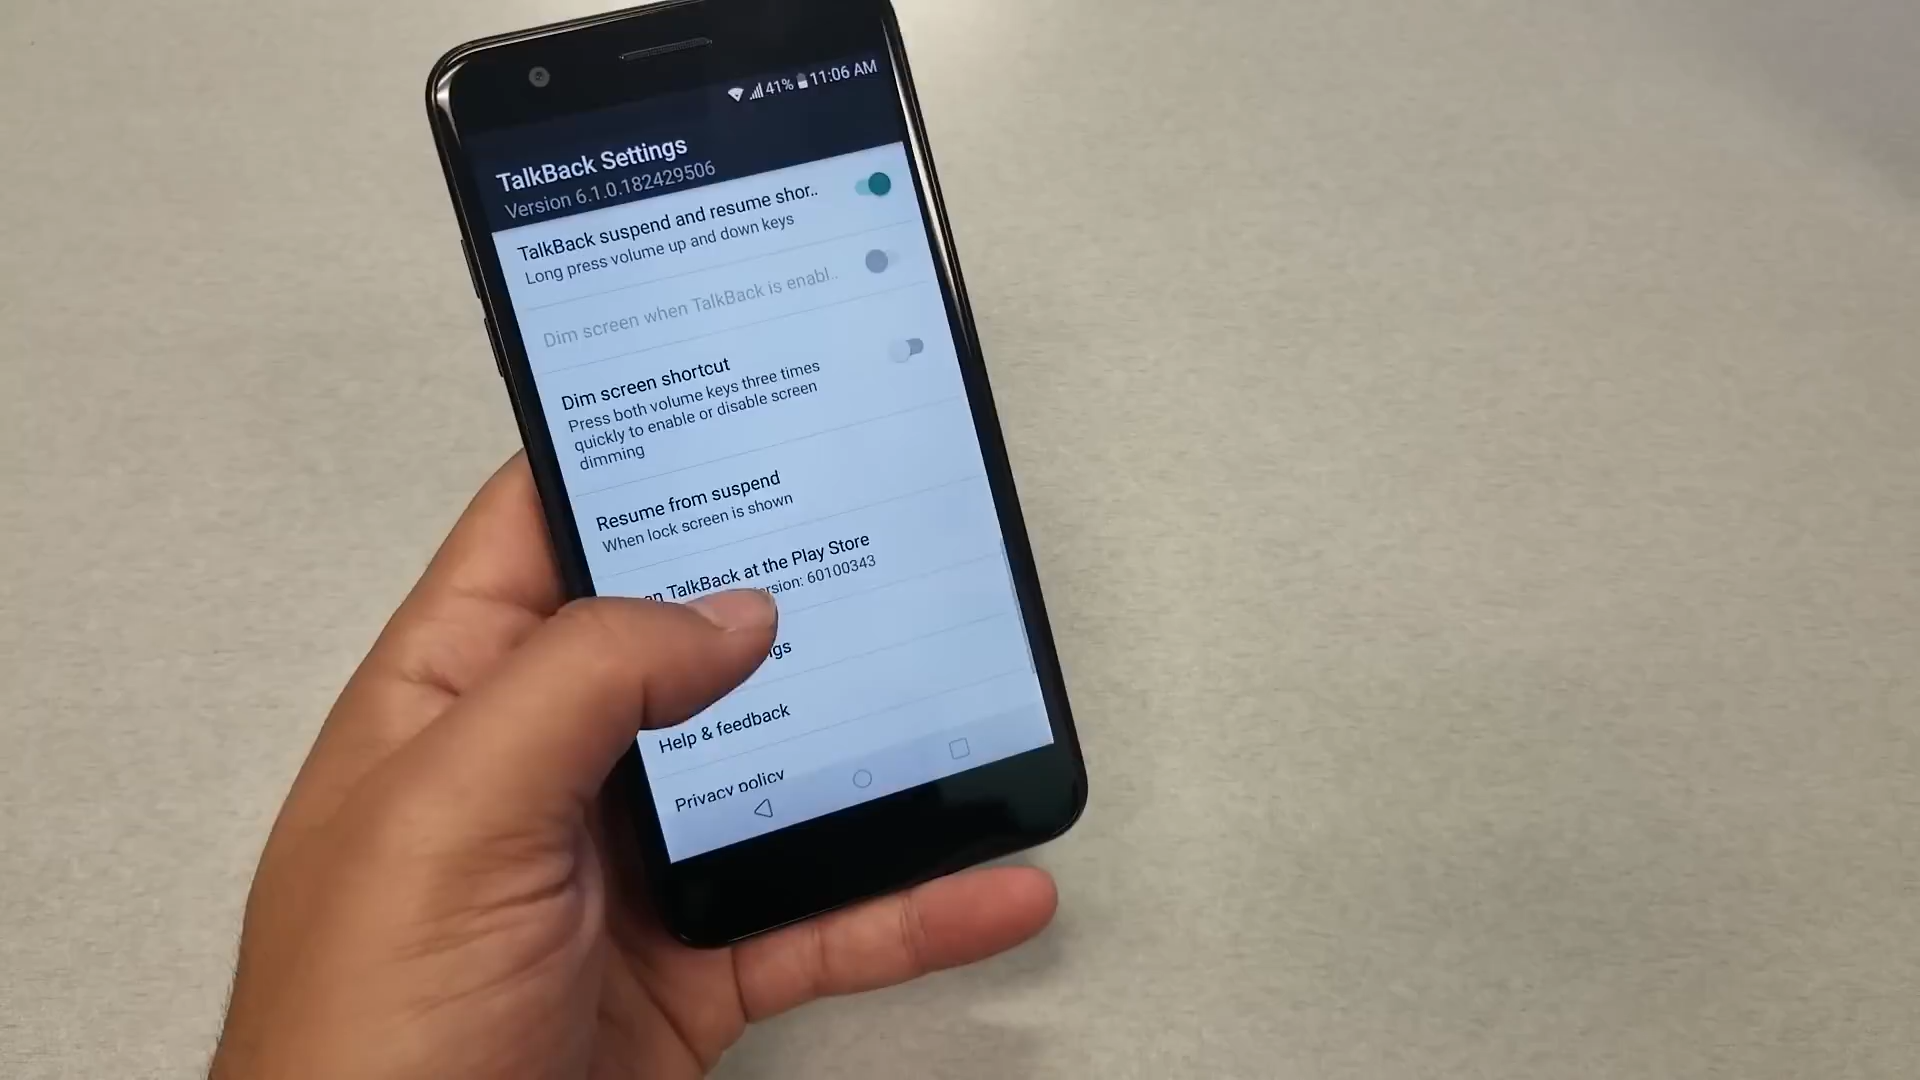 41% 11:06 AM
TalkBack Settings
Version 6.1.0.182429506
TalkBack suspend and resume shor..
Long press volume up and down keys
Dim screen when TalkBack is enabl..
Dim screen shortcut
Press both volume keys three times
quickly to enable or disable screen
dimming
Resume from suspend
When lock screen is shown
TalkBack at the Play Store
60100343
Help & feedback
Privacy policy